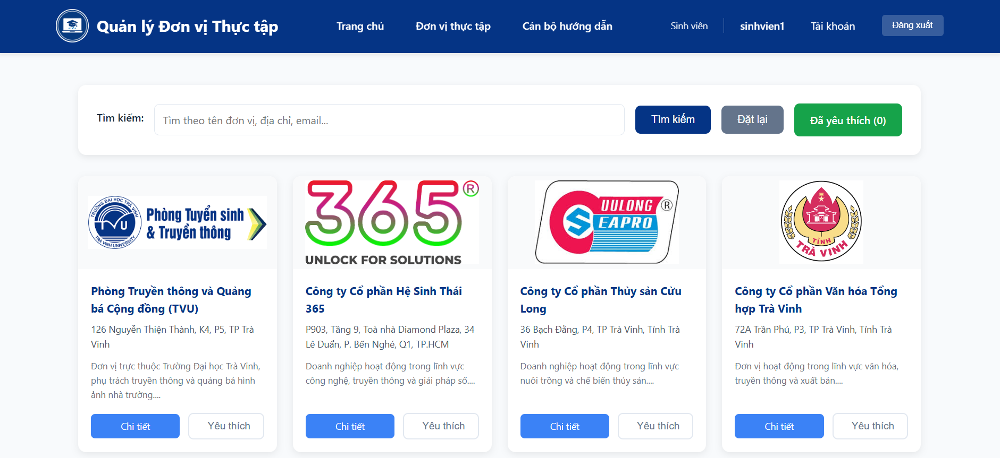 Quản lý Đơn vị Thực tập
Trang chủ
Đơn vị thực tập
Cán bộ hướng dẫn
Sinh viên
sinhvien1
Tài khoản
Đăng xuất
Tìm kiếm:
Tìm theo tên đơn vị, địa chỉ, email...
Tìm kiếm
Đặt lại
Đã yêu thích (0)
TRƯỜNG ĐẠI HỌC TRÀ VINH
TVU
TRA VINH UNIVERSITY
Phòng Tuyển sinh
& Truyền thông
Phòng Truyền thông và Quảng
bá Cộng đồng (TVU)
126 Nguyễn Thiện Thành, K4, P5, TP Trà
Vinh
Đơn vị trực thuộc Trường Đại học Trà Vinh,
phụ trách truyền thông và quảng bá hình
ảnh nhà trường....
Chi tiết
Yêu thích
365®
UNLOCK FOR SOLUTIONS
Công ty Cổ phần Hệ Sinh Thái
365
P903, Tầng 9, Toà nhà Diamond Plaza, 34
Lê Duẩn, P. Bến Nghé, Q1, TP.HCM
Doanh nghiệp hoạt động trong lĩnh vực
công nghệ, truyền thông và giải pháp số....
Chi tiết
Yêu thích
CUULONG ®
SEAPRO
Công ty Cổ phần Thủy sản Cửu
Long
36 Bạch Đằng, P4, TP Trà Vinh, Tỉnh Trà
Vinh
Doanh nghiệp hoạt động trong lĩnh vực
nuôi trồng và chế biến thủy sản....
Chi tiết
Yêu thích
TỈNH
TRÀ VINH
Công ty Cổ phần Văn hóa Tổng
hợp Trà Vinh
72A Trần Phú, P3, TP Trà Vinh, Tỉnh Trà
Vinh
Đơn vị hoạt động trong lĩnh vực văn hóa,
truyền thông và xuất bản....
Chi tiết
Yêu thích